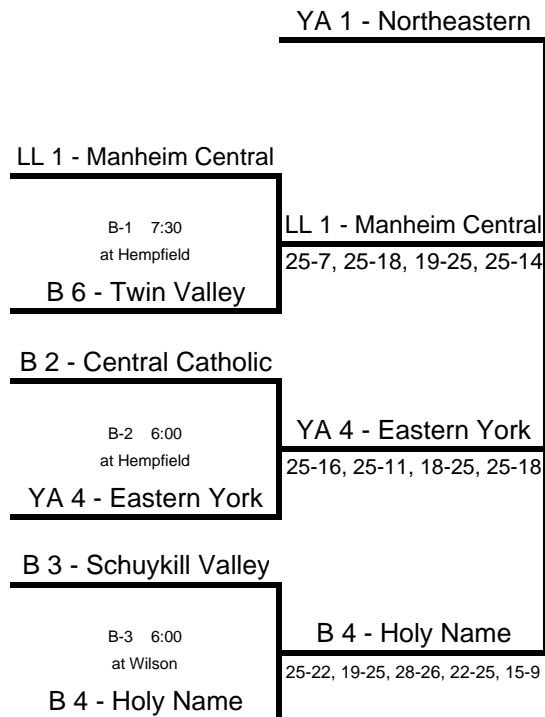 YA 1 - Northeastern
LL 1 - Manheim Central
B-1 7:30
at Hempfield
B 6 - Twin Valley
LL 1 - Manheim Central
25-7, 25-18, 19-25, 25-14
B 2 - Central Catholic
B-2 6:00
at Hempfield
YA 4 - Eastern York
YA 4 - Eastern York
25-16, 25-11, 18-25, 25-18
B 3 - Schuykill Valley
B-3 6:00
at Wilson
B 4 - Holy Name
B 4 - Holy Name
25-22, 19-25, 28-26, 22-25, 15-9